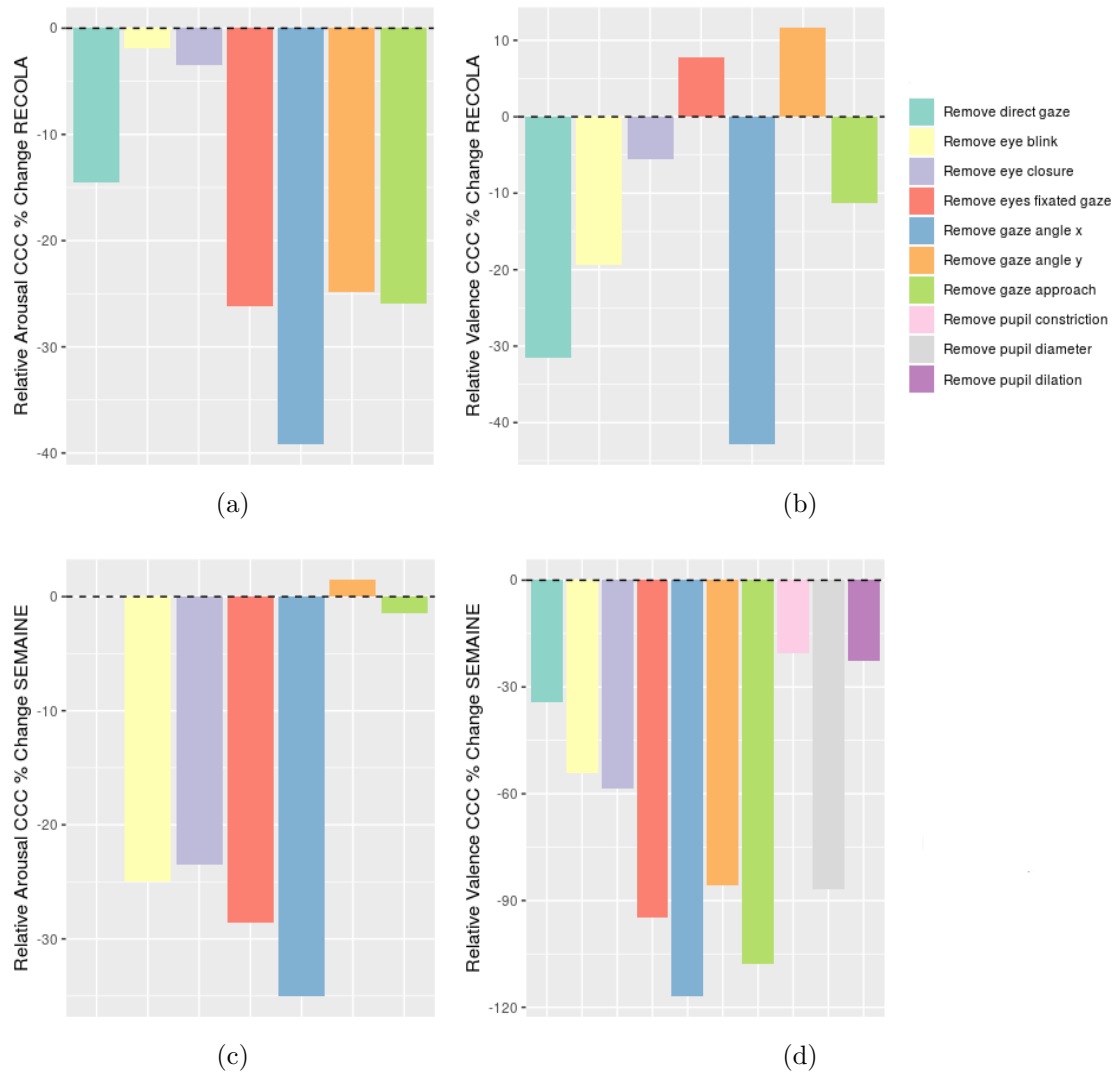 Relative Arousal CCC % Change RECOLA
0
-10
-20
-30
-40
(a)
Relative Valence CCC % Change RECOLA
10
0
-10
-20
-30
-40
(b)
Remove direct gaze
Remove eye blink
Remove eye closure
Remove eyes fixated gaze
Remove gaze angle x
Remove gaze angle y
Remove gaze approach
Remove pupil constriction
Remove pupil diameter
Remove pupil dilation
Relative Arousal CCC % Change SEMAINE
0
-10
-20
-30
(c)
Relative Valence CCC % Change SEMAINE
0
-30
-60
-90
-120
(d)